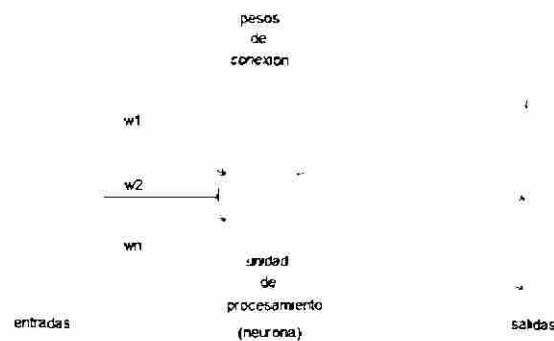 pesos
de
conexion
w1
w2
wn
unidad
de
procesamiento
entradas
(neurona)
salidas